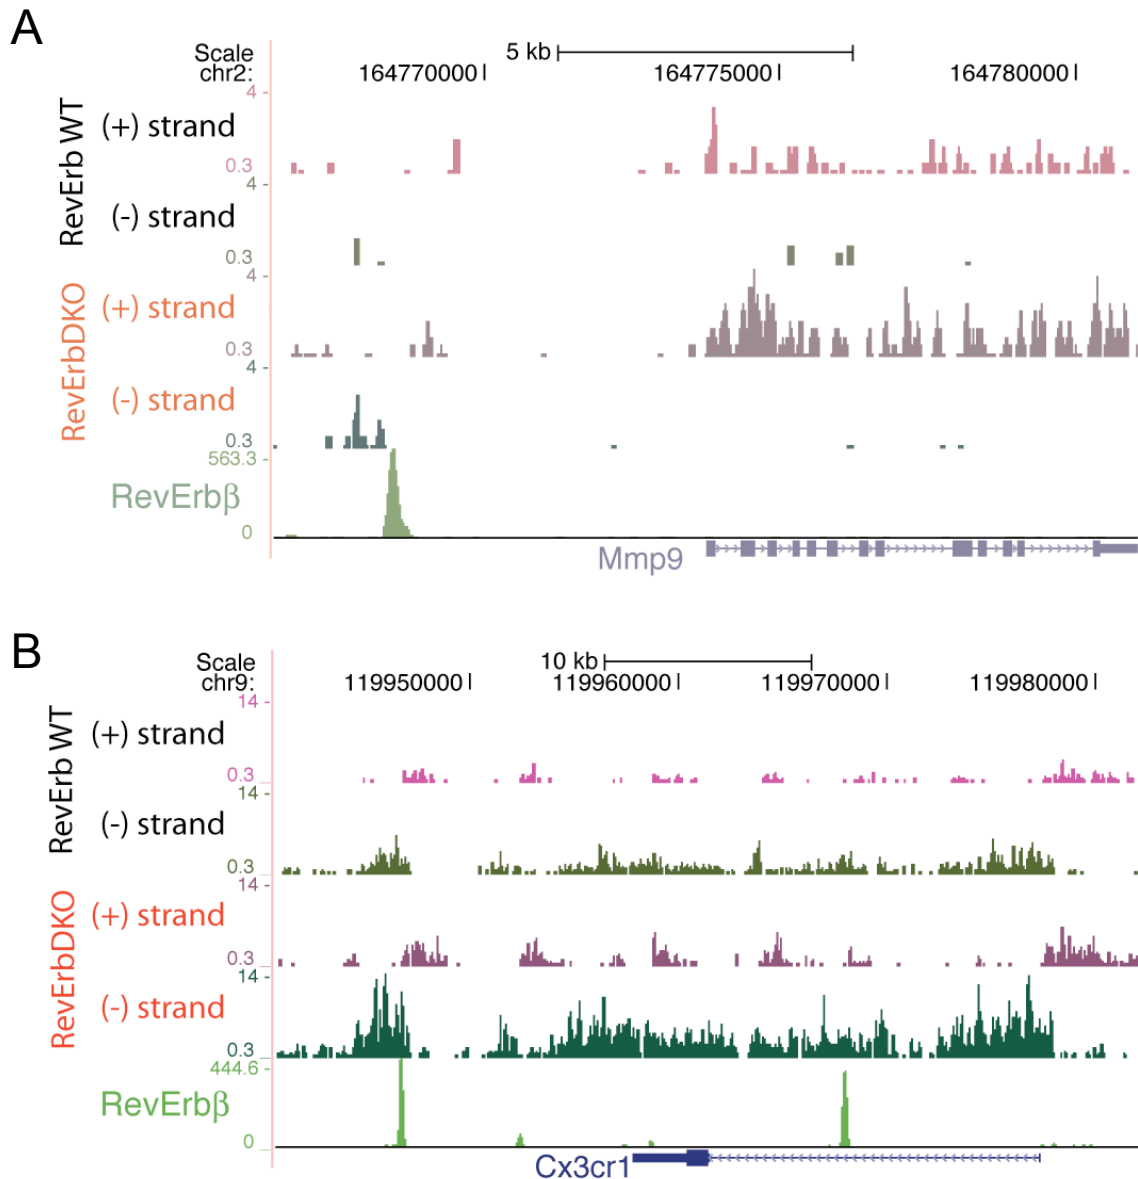 A
Scale 5 kb
chr2: 164770000 164775000 164780000
4 -
RevErb WT
(+) strand
0.3
4 -
(-) strand
0.3
4 -
RevErbDKO
(+) strand
0.3
4 -
(-) strand
0.3
563.3 -
RevErbβ
0
Mmp9
B
Scale 10 kb
chr9: 119950000 119960000 119970000 119980000
14 -
RevErb WT
(+) strand
0.3
14 -
(-) strand
0.3
14 -
RevErbDKO
(+) strand
0.3
14 -
(-) strand
0.3
444.6 -
RevErbβ
0
Cx3cr1